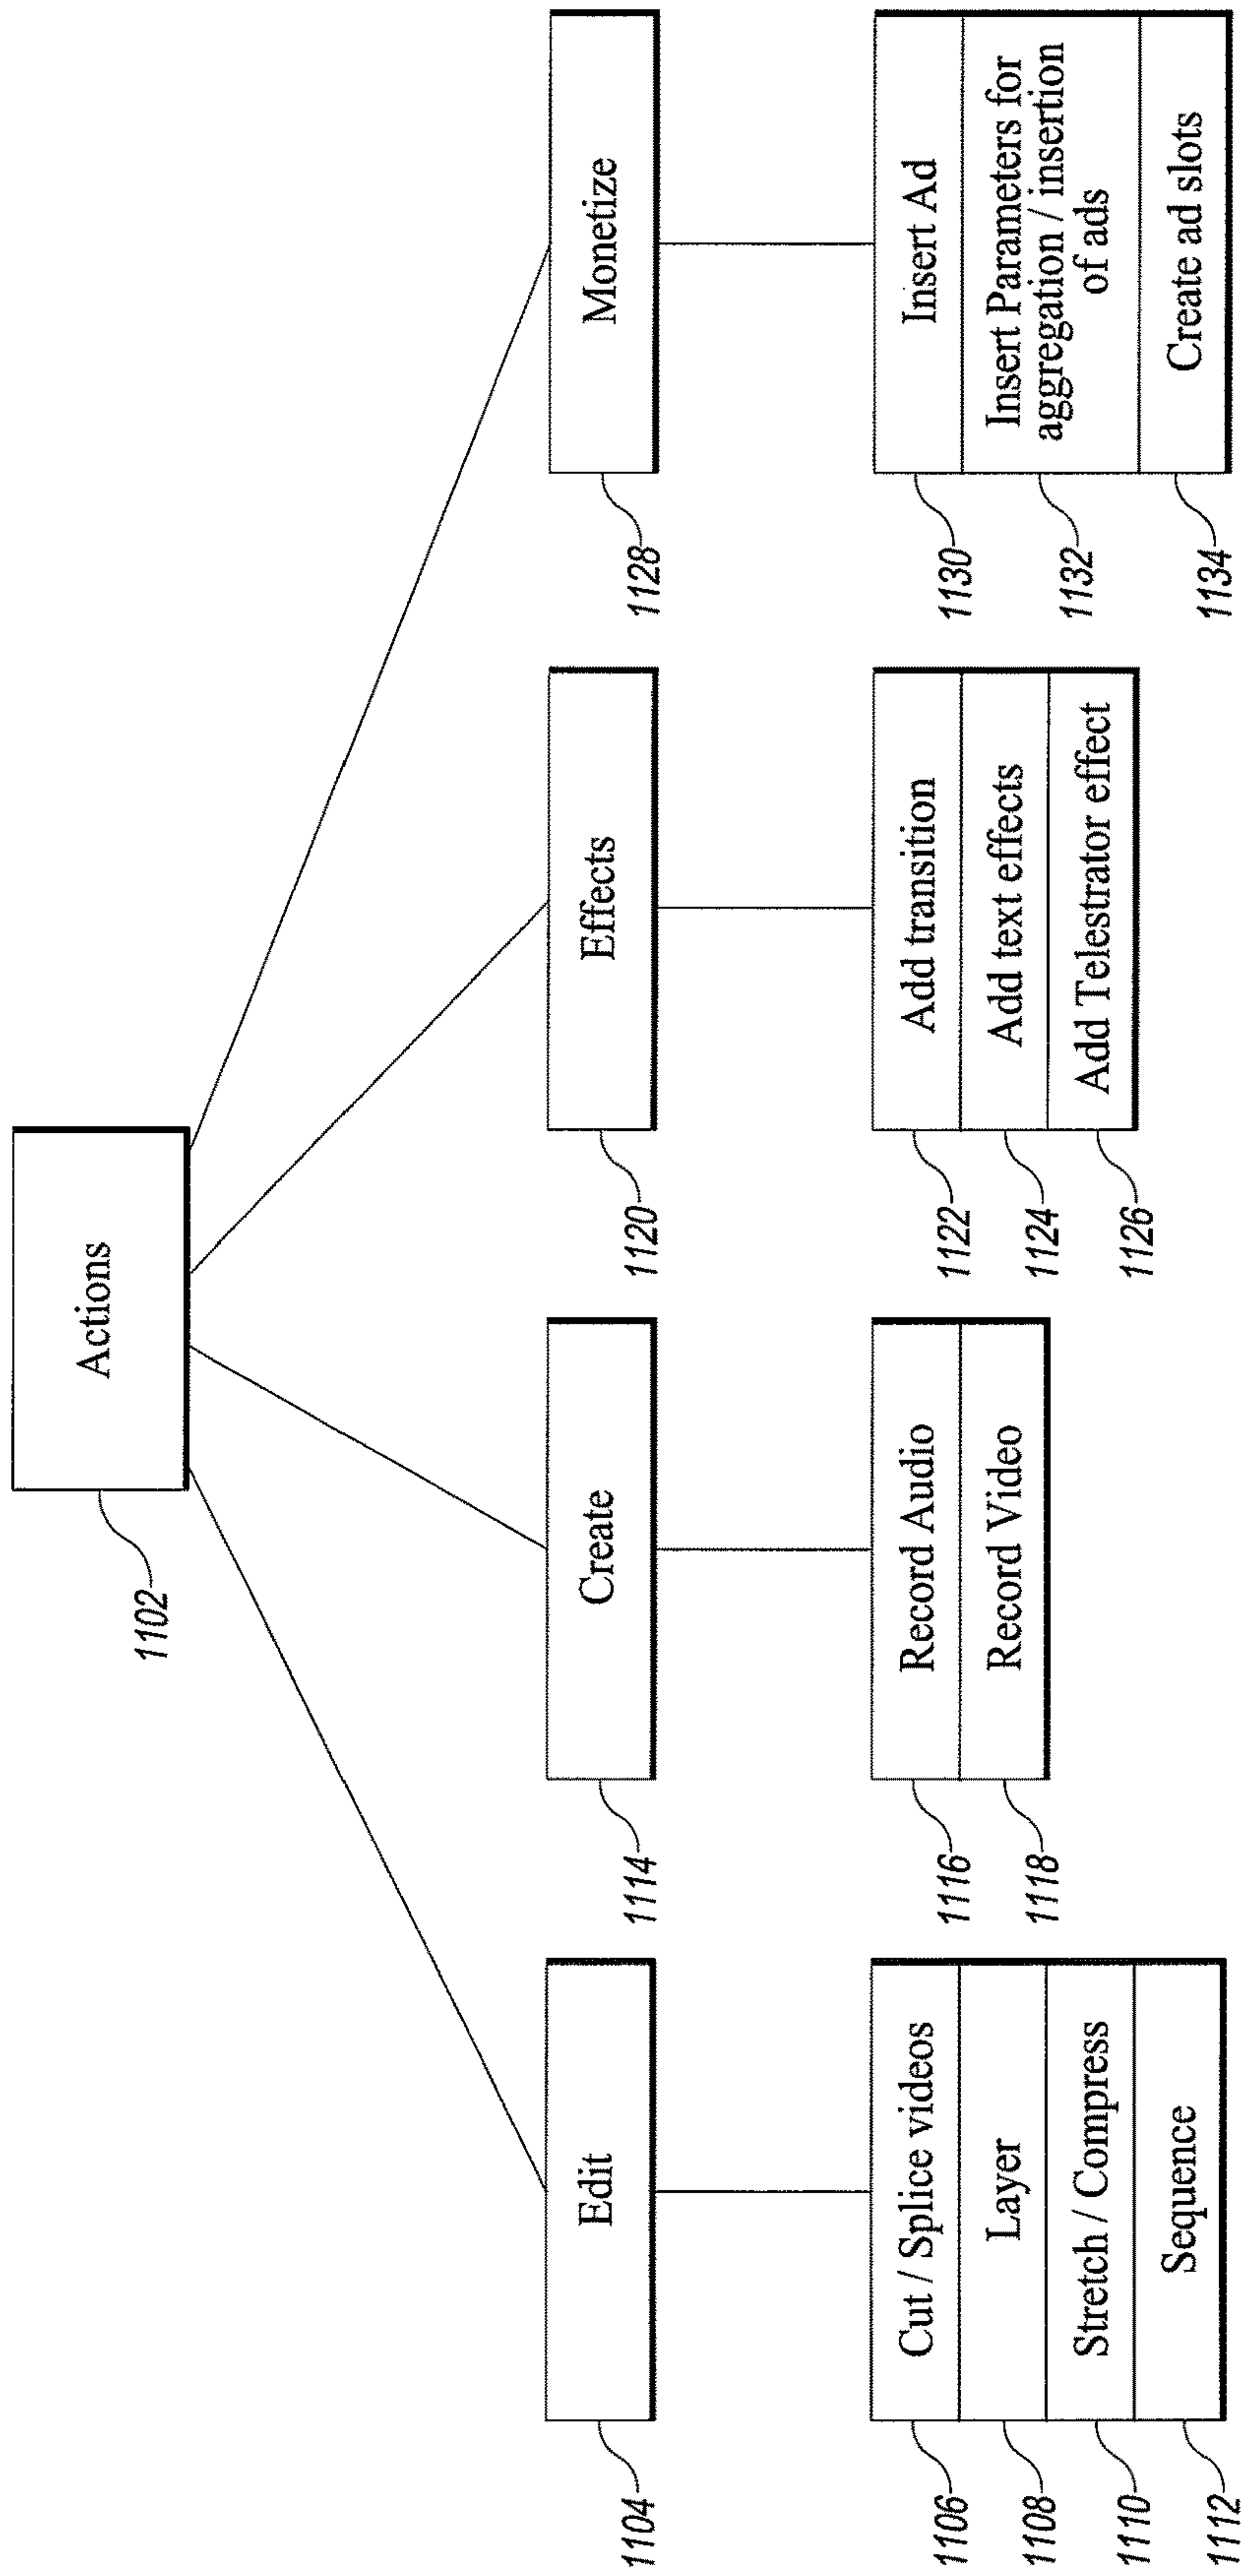 Actions
1102
Edit
1104
Cut / Splice videos
1106
Layer
1108
Stretch / Compress
1110
Sequence
1112
Create
1114
Record Audio
1116
Record Video
1118
Effects
1120
Add transition
1122
Add text effects
1124
Add Telestrator effect
1126
Monetize
1128
Insert Ad
1130
Insert Parameters for
aggregation / insertion
of ads
1132
Create ad slots
1134